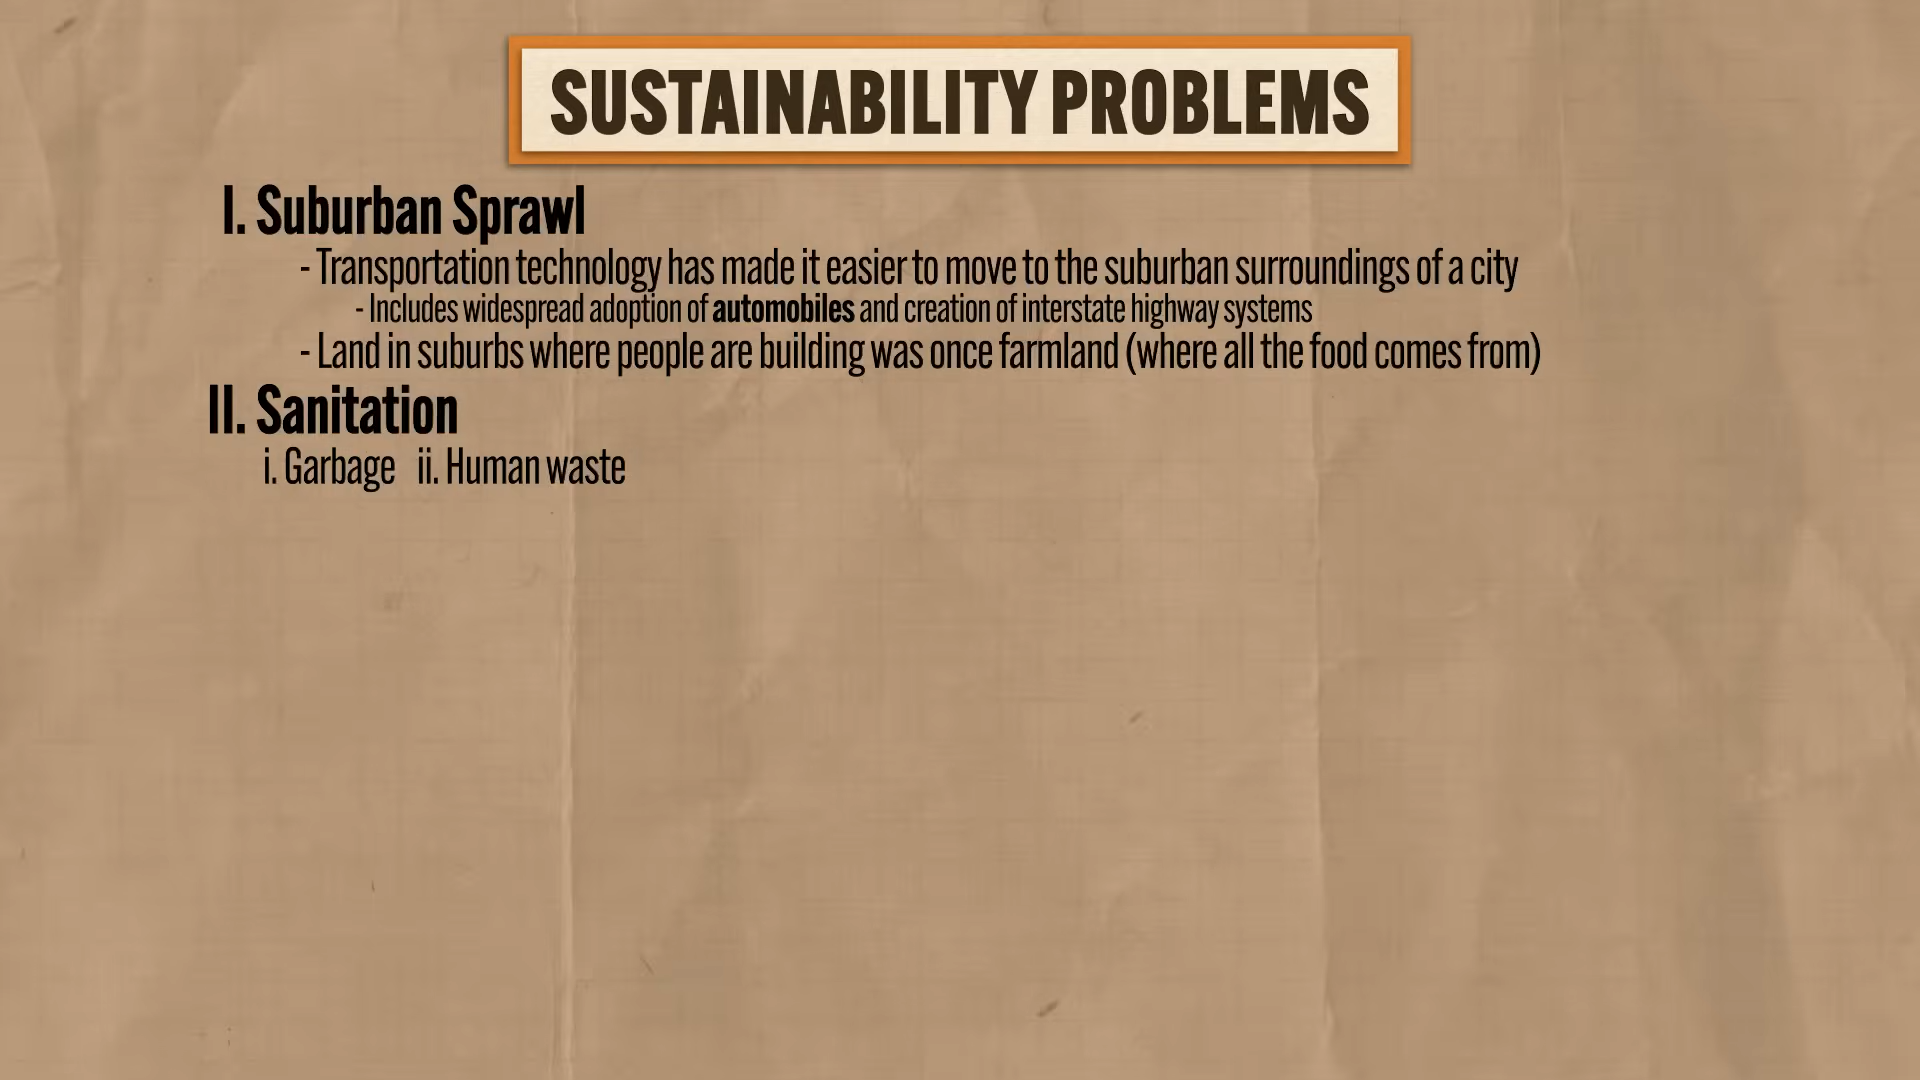 SUSTAINABILITY PROBLEMS
I. Suburban Sprawl
- Transportation technology has made it easier to move to the suburban surroundings of a city
- Includes widespread adoption of automobiles and creation of interstate highway systems
- Land in suburbs where people are building was once farmland (where all the food comes from)
II. Sanitation
i. Garbage ii. Human waste